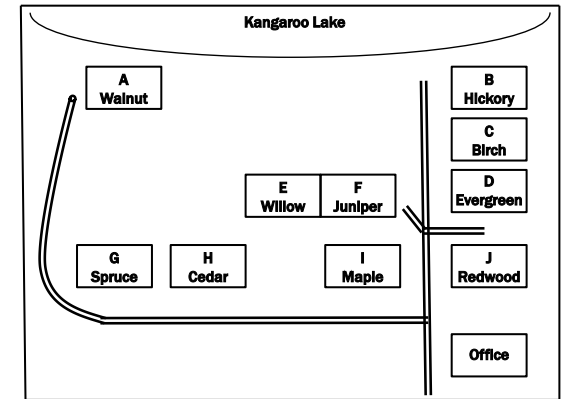 Kangaroo Lake
A
Walnut
B
Hickory
C
Birch
D
Evergreen
E
Willow
F
Juniper
G
Spruce
H
Cedar
I
Maple
J
Redwood
Office